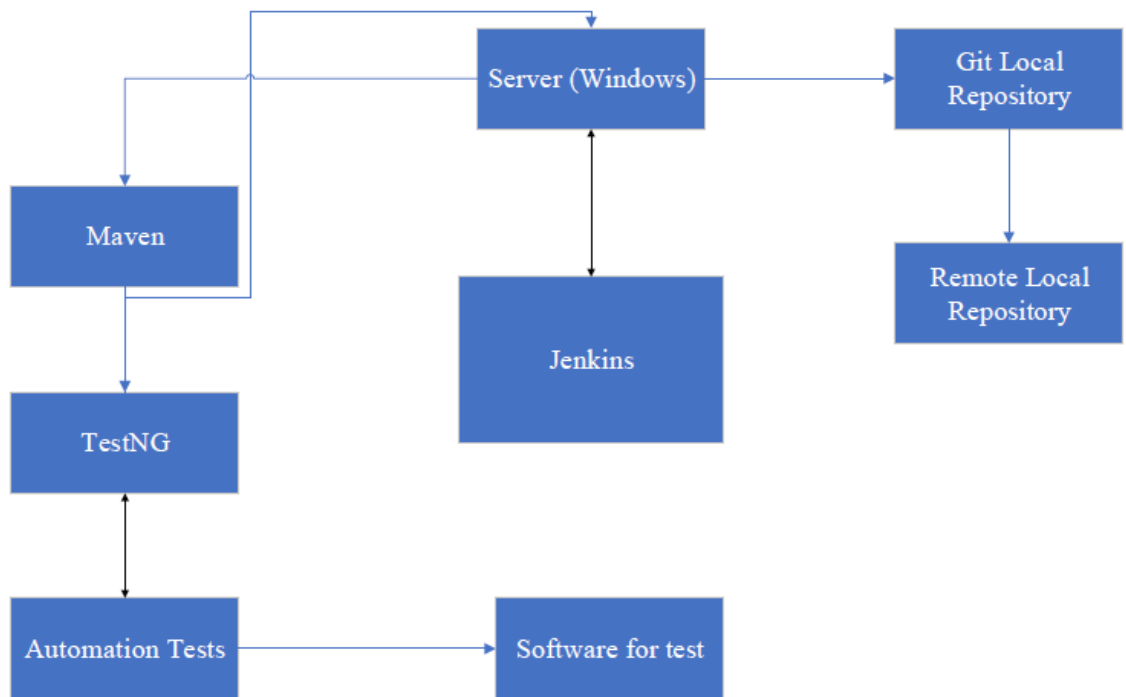 Server (Windows)
Git Local
Repository
Maven
Remote Local
Repository
Jenkins
TestNG
Automation Tests
Software for test